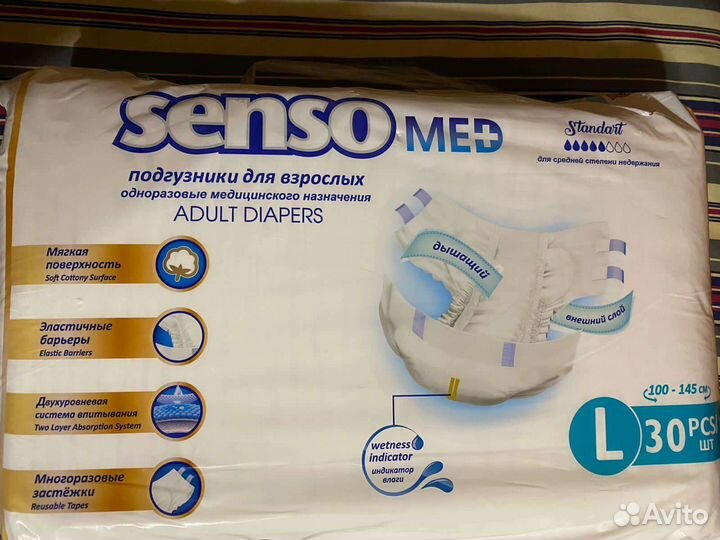 senso MED
Standart
для средней степени недержания
подгузники для взрослых
одноразовые медицинского назначения
ADULT DIAPERS
Мягкая
поверхность
Soft Cottony Surface
Эластичные
барьеры
Elastic Barriers
Двухуровневая
система впитывания
Two Layer Absorption System
Многоразовые
застёжки
Reusable Tapes
дышащий
внешний слой
wetness
indicator
индикатор
влаги
100 - 145 см
L 30 PCS/
ШТ
Avito